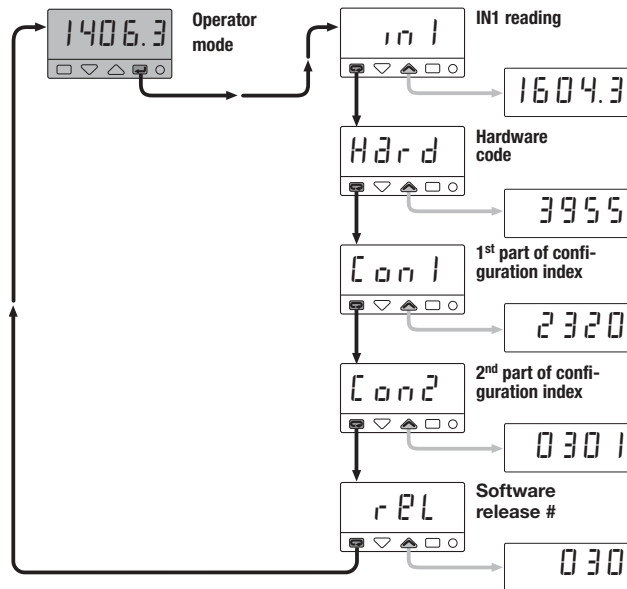 1406.3
Operator
mode
in1
IN1 reading
1604.3
Hard
Hardware
code
3955
Con1
1st part of confi-
guration index
2320
Con2
2nd part of confi-
guration index
0301
rEL
Software
release #
030